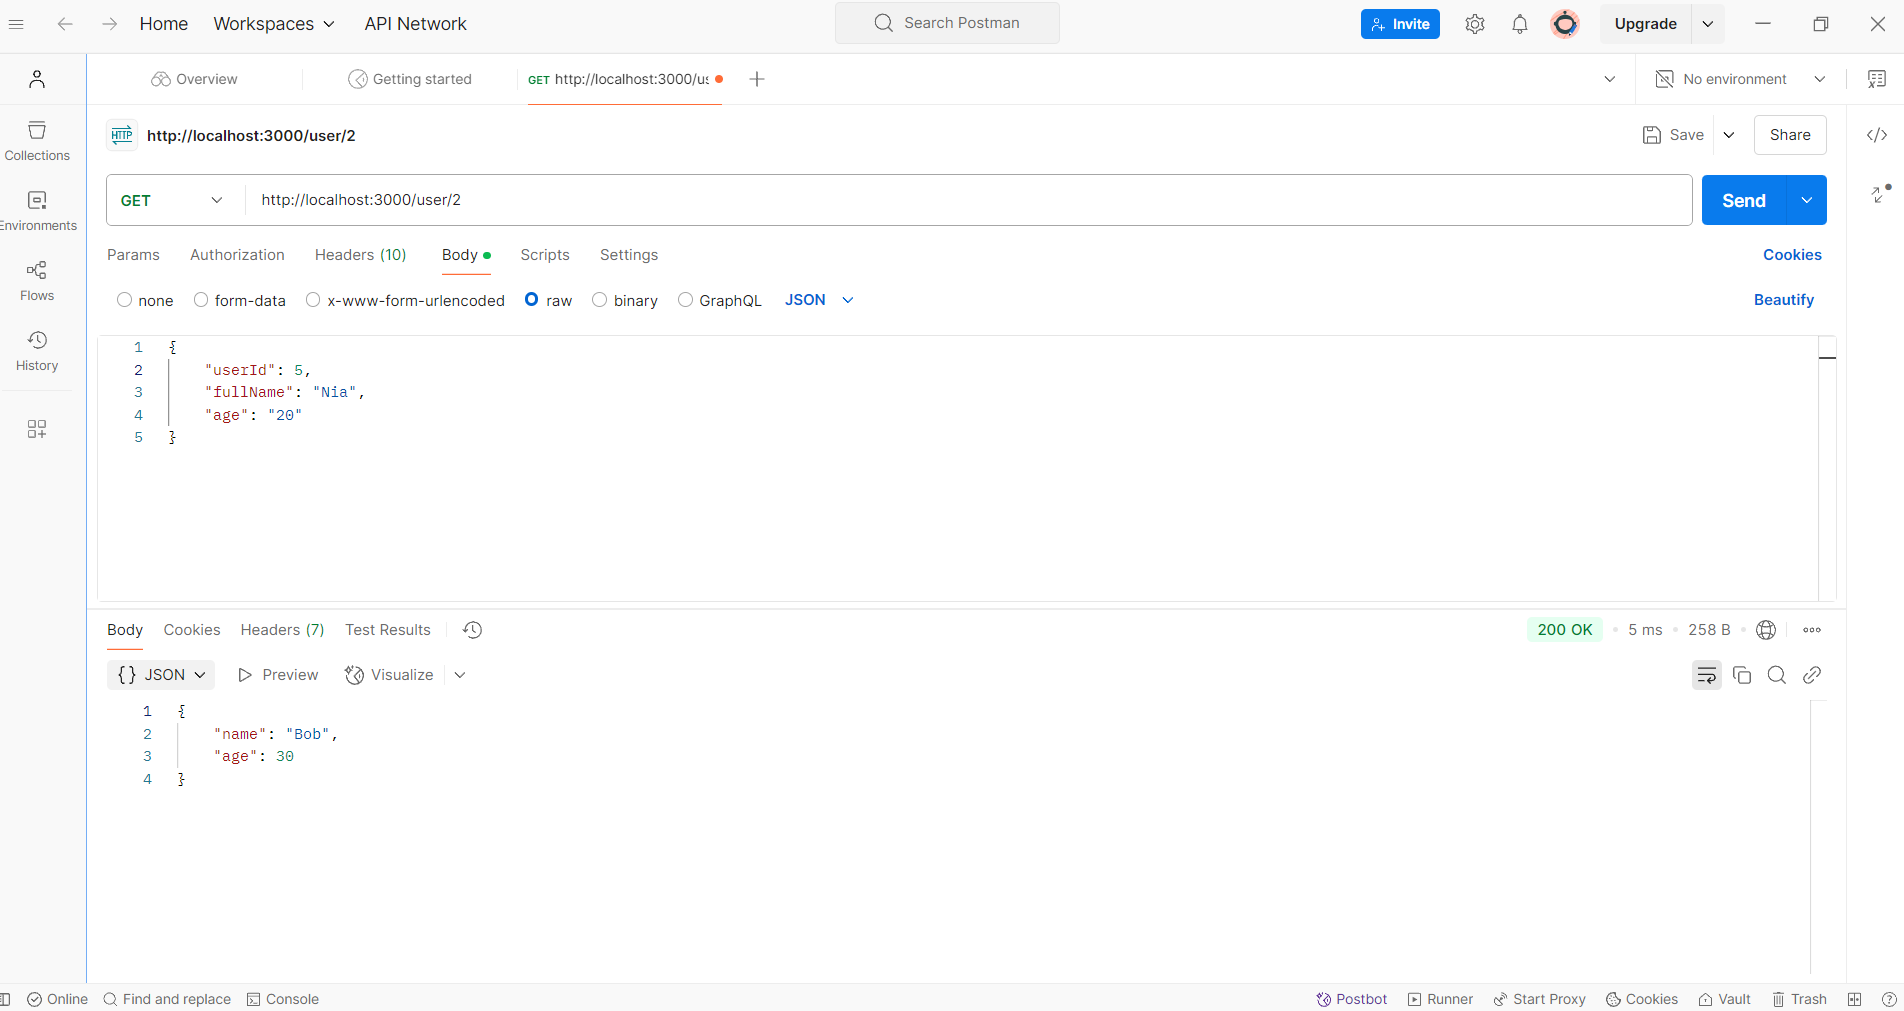 Home Workspaces API Network Search Postman Invite Upgrade
Overview Getting started GET http://localhost:3000/us No environment
HTTP http://localhost:3000/user/2 Save Share
Collections
GET http://localhost:3000/user/2 Send
Environments
Params Authorization Headers (10) Body Scripts Settings Cookies
Flows
none form-data x-www-form-urlencoded raw binary GraphQL JSON Beautify
History
1 {
2 "userId": 5,
3 "fullName": "Nia",
4 "age": "20"
5 }
Body Cookies Headers (7) Test Results 200 OK • 5 ms • 258 B •
{} JSON Preview Visualize
1 {
2 "name": "Bob",
3 "age": 30
4 }
Online Find and replace Console Postbot Runner Start Proxy Cookies Vault Trash